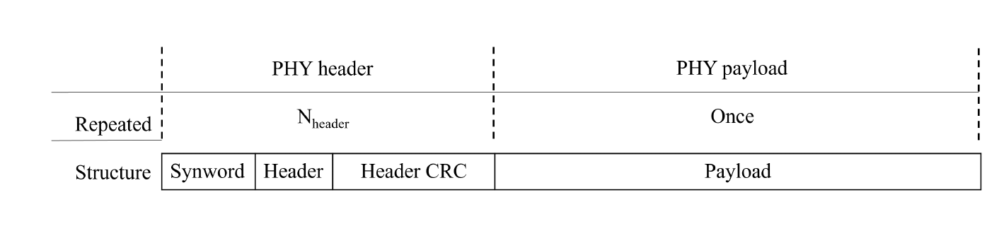 PHY header PHY payload
Repeated Nheader Once
Structure Synword Header Header CRC Payload